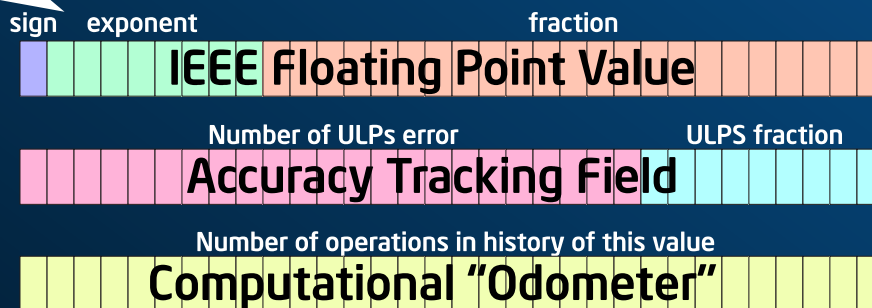 sign exponent fraction
IEEE Floating Point Value
Number of ULPs error ULPS fraction
Accuracy Tracking Field
Number of operations in history of this value
Computational “Odometer”